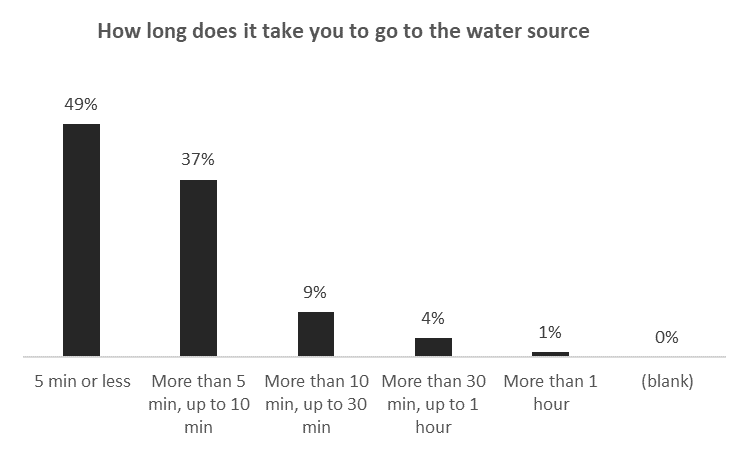 How long does it take you to go to the water source
49%
37%
9%
4%
1%
0%
5 min or less
More than 5
min, up to 10
min
More than 10
min, up to 30
min
More than 30
min, up to 1
hour
More than 1
hour
(blank)